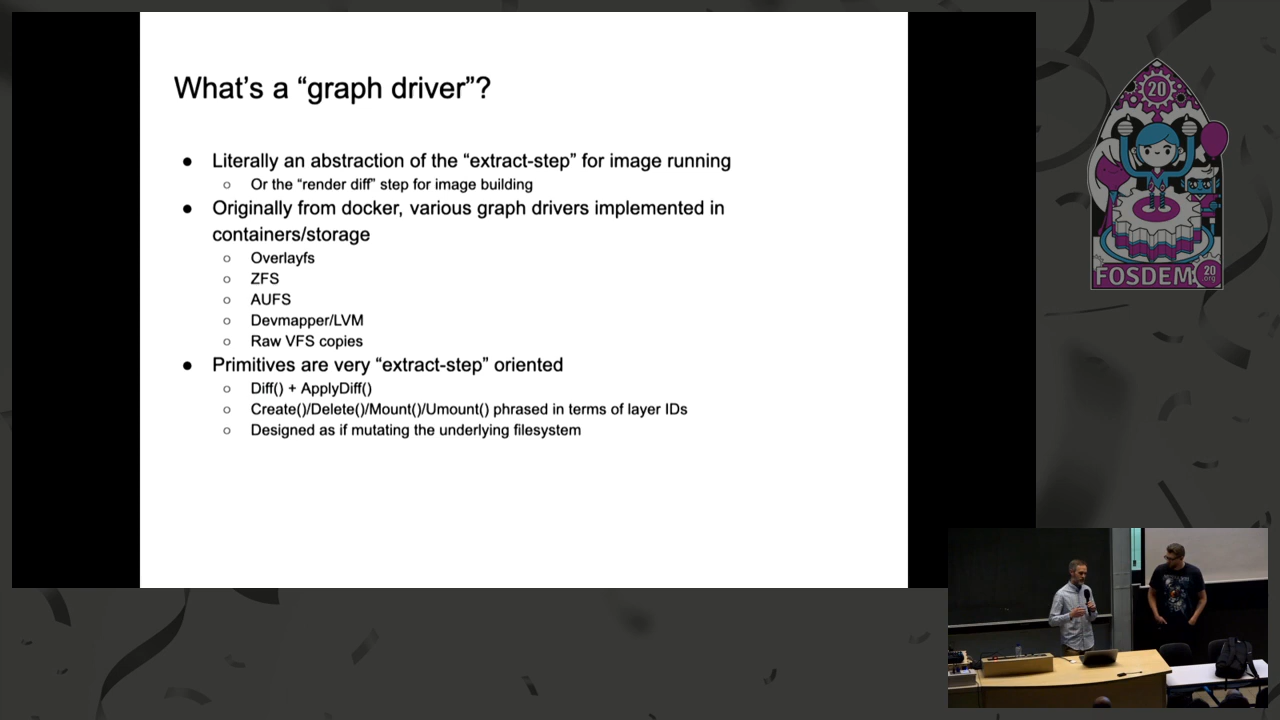 What's a “graph driver”?
● Literally an abstraction of the “extract-step” for image running
○ Or the “render diff” step for image building
● Originally from docker, various graph drivers implemented in
containers/storage
○ Overlayfs
○ ZFS
○ AUFS
○ Devmapper/LVM
○ Raw VFS copies
● Primitives are very “extract-step” oriented
○ Diff() + ApplyDiff()
○ Create()/Delete()/Mount()/Umount() phrased in terms of layer IDs
○ Designed as if mutating the underlying filesystem
20
FOSDEM
20
.org